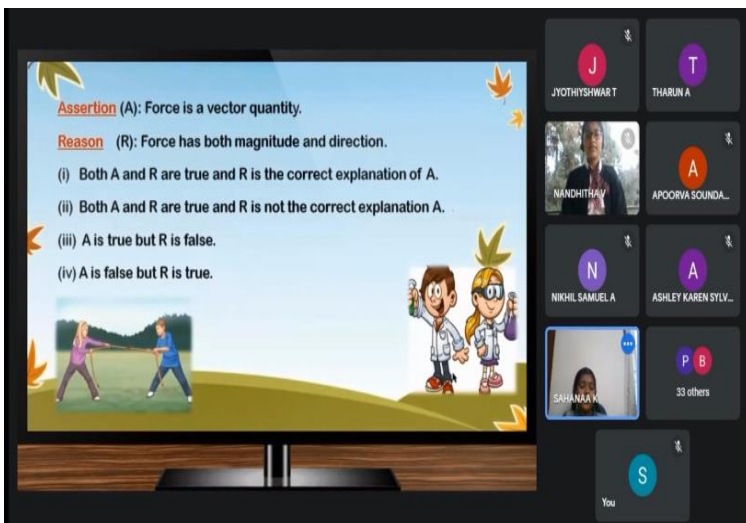 Assertion (A): Force is a vector quantity.
Reason (R): Force has both magnitude and direction.
(i) Both A and R are true and R is the correct explanation of A.
(ii) Both A and R are true and R is not the correct explanation A.
(iii) A is true but R is false.
(iv) A is false but R is true.
J
JYOTHIYSHWAR T
T
THARUN A
NANDHITHA V
A
APOORVA SOUNDA...
N
NIKHIL SAMUEL A
A
ASHLEY KAREN SYLV...
SAHANAA K
P B
33 others
S
You